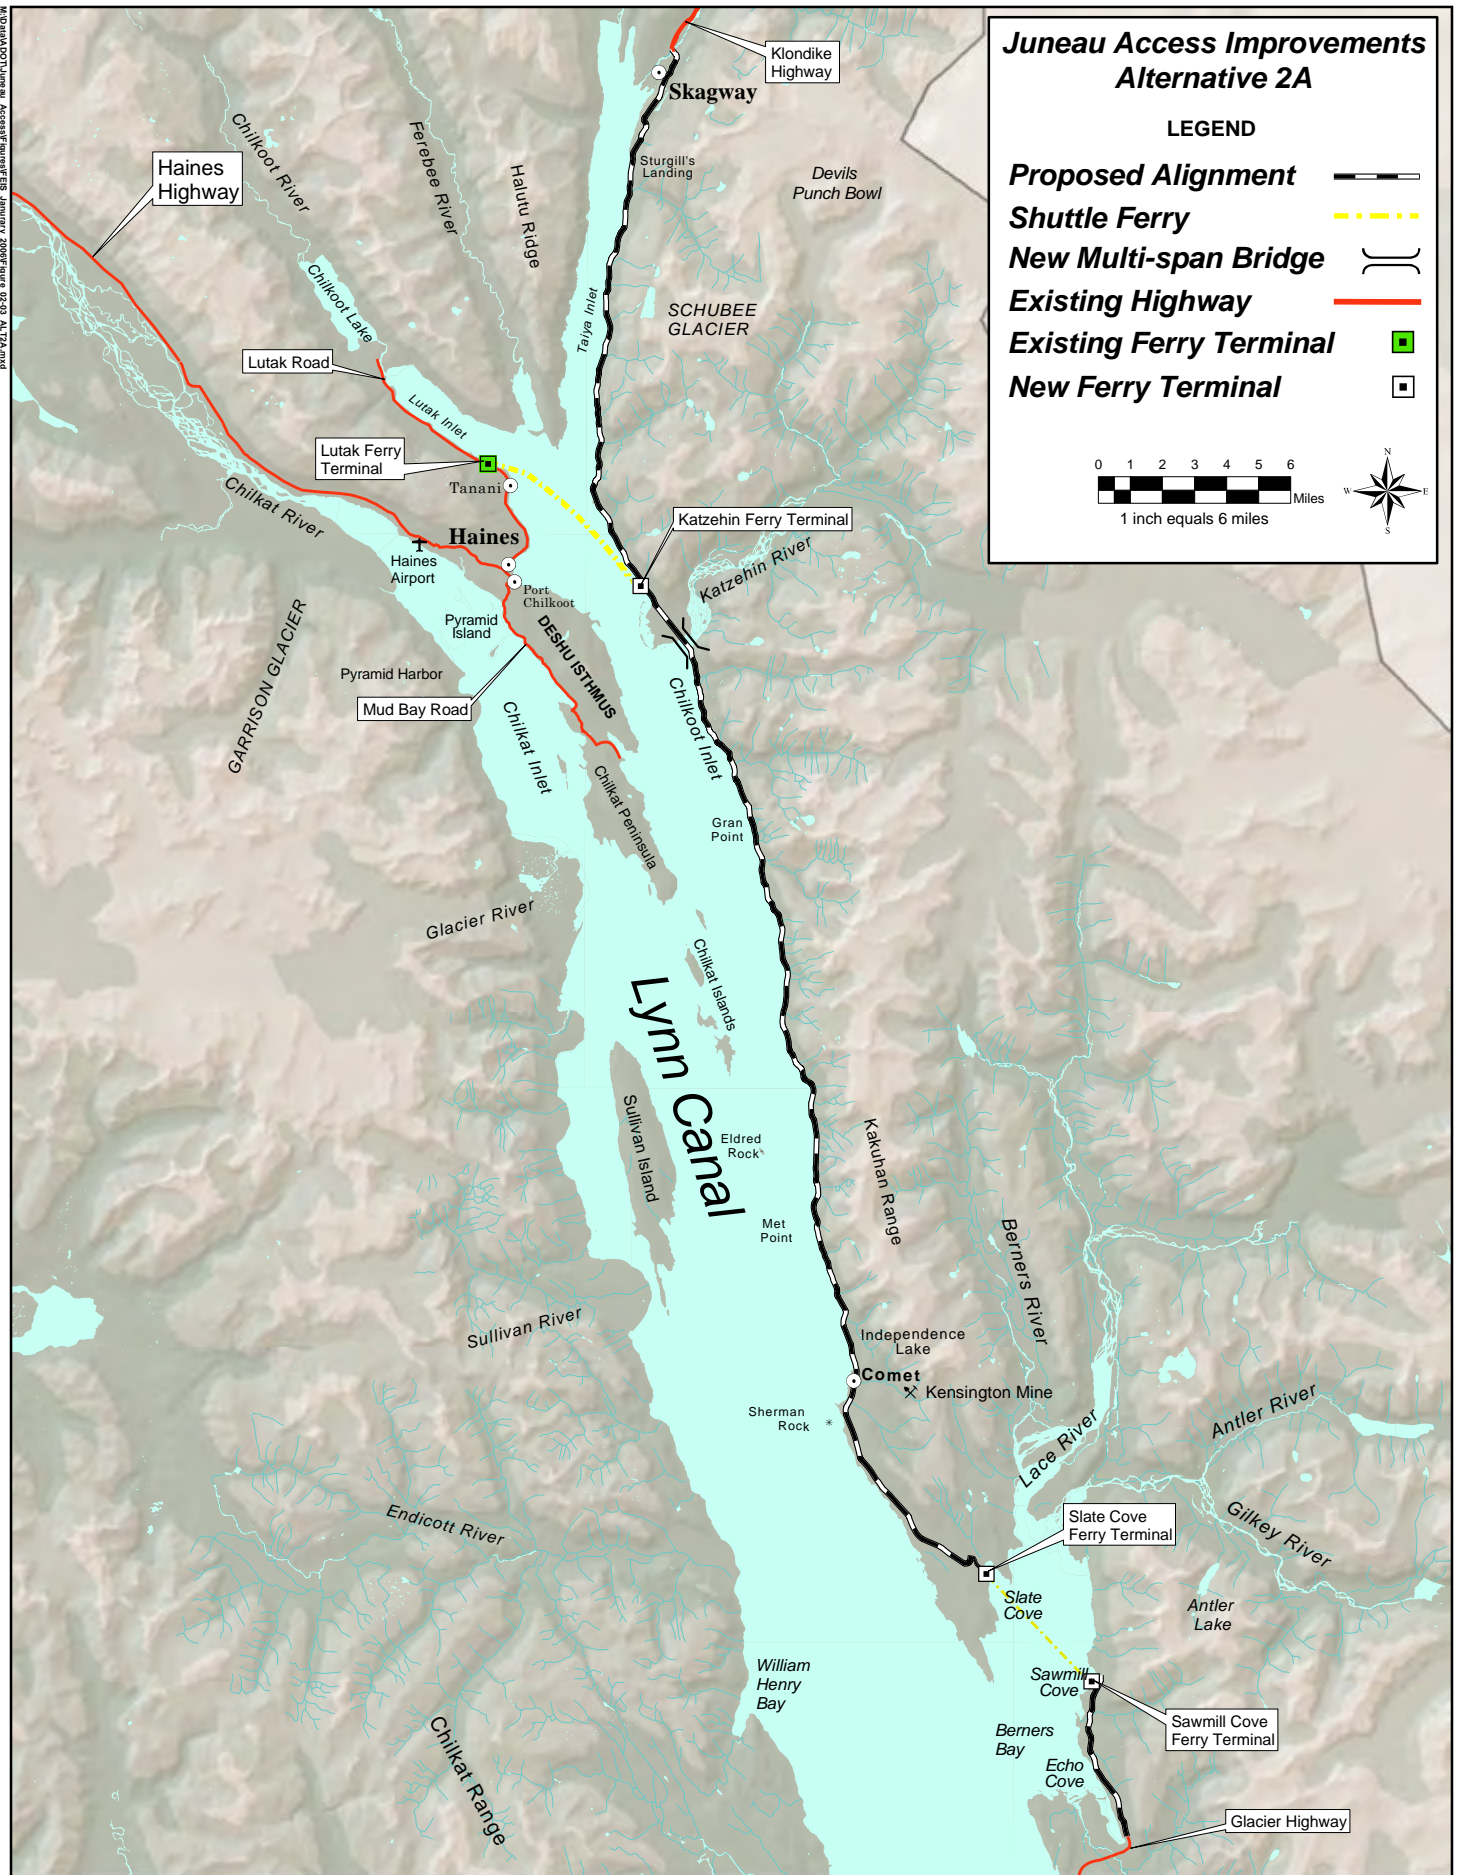 M:\Data\ADOT\Juneau_Access\Figures\FEIS_Janurary_2006\Figure_02-03_ALT2A.mxd
Juneau Access Improvements
Alternative 2A
LEGEND
Proposed Alignment
Shuttle Ferry
New Multi-span Bridge
Existing Highway
Existing Ferry Terminal
New Ferry Terminal
0 1 2 3 4 5 6
Miles
1 inch equals 6 miles
N
W
E
S
Klondike
Highway
Skagway
Haines
Highway
Chilkoot River
Ferebee River
Halutu Ridge
Sturgill's
Landing
Devils
Punch Bowl
Chilkoot Lake
Taiya Inlet
SCHUBEE
GLACIER
Lutak Road
Lutak Inlet
Lutak Ferry
Terminal
Tanani
Chilkat River
Katzehin Ferry Terminal
Haines
Katzehin River
Haines
Airport
Port
Chilkoot
Pyramid
Island
DESHU ISTHMUS
GARRISON GLACIER
Pyramid Harbor
Mud Bay Road
Chilkat Inlet
Chilkoot Inlet
Chilkat Peninsula
Gran
Point
Glacier River
Chilkat Islands
Lynn Canal
Sullivan Island
Eldred
Rock
Kakuhan Range
Met
Point
Berners River
Sullivan River
Independence
Lake
Comet
Kensington Mine
Sherman
Rock
Antler River
Lace River
Endicott River
Slate Cove
Ferry Terminal
Gilkey River
Slate
Cove
Antler
Lake
William
Henry
Bay
Sawmill
Cove
Sawmill Cove
Ferry Terminal
Berners
Bay
Echo
Cove
Chilkat Range
Glacier Highway